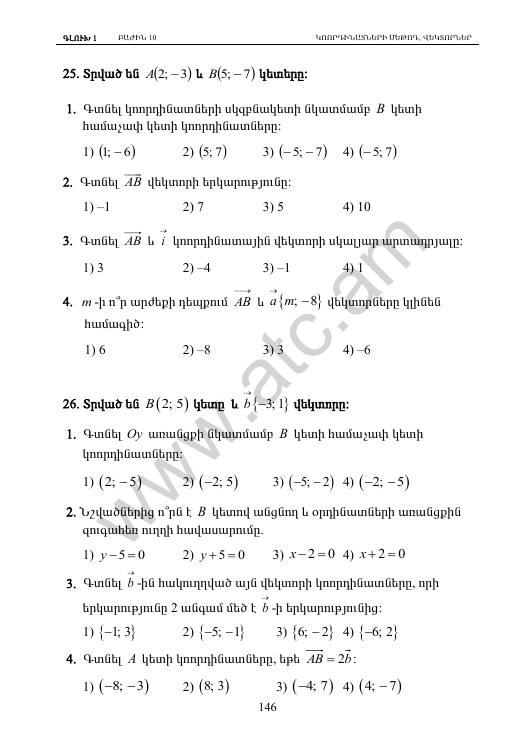 ԳԼՈՒԽ 1 ԲԱԺԻՆ 10 ԿՈՈՐԴԻՆԱՏՆԵՐԻ ՄԵԹՈԴ, ՎԵԿՏՈՐՆԵՐ
25. Տրված են A(2; −3) և B(5; −7) կետերը:
1. Գտնել կոորդինատների սկզբնակետի նկատմամբ B կետի
համաչափ կետի կոորդինատները:
1) (1; −6) 2) (5; 7) 3) (−5; −7) 4) (−5; 7)
2. Գտնել AB վեկտորի երկարությունը:
1) −1 2) 7 3) 5 4) 10
3. Գտնել AB և i կոորդինատային վեկտորի սկալյար արտադրյալը:
1) 3 2) −4 3) −1 4) 1
4. m -ի ո՞ր արժեքի դեպքում AB և a{m; −8} վեկտորները կլինեն
համագիծ:
1) 6 2) −8 3) 3 4) −6
26. Տրված են B(2; 5) կետը և b{−3; 1} վեկտորը:
1. Գտնել Oy առանցքի նկատմամբ B կետի համաչափ կետի
կոորդինատները:
1) (2; −5) 2) (−2; 5) 3) (−5; −2) 4) (−2; −5)
2. Նշվածներից ո՞րն է B կետով անցնող և օրդինատների առանցքին
զուգահեռ ուղղի հավասարումը.
1) y−5=0 2) y+5=0 3) x−2=0 4) x+2=0
3. Գտնել b -ին հակուղղված այն վեկտորի կոորդինատները, որի
երկարությունը 2 անգամ մեծ է b -ի երկարությունից:
1) {−1; 3} 2) {−5; −1} 3) {6; −2} 4) {−6; 2}
4. Գտնել A կետի կոորդինատները, եթե AB = 2b:
1) (−8; −3) 2) (8; 3) 3) (−4; 7) 4) (4; −7)
146
www.atc.am